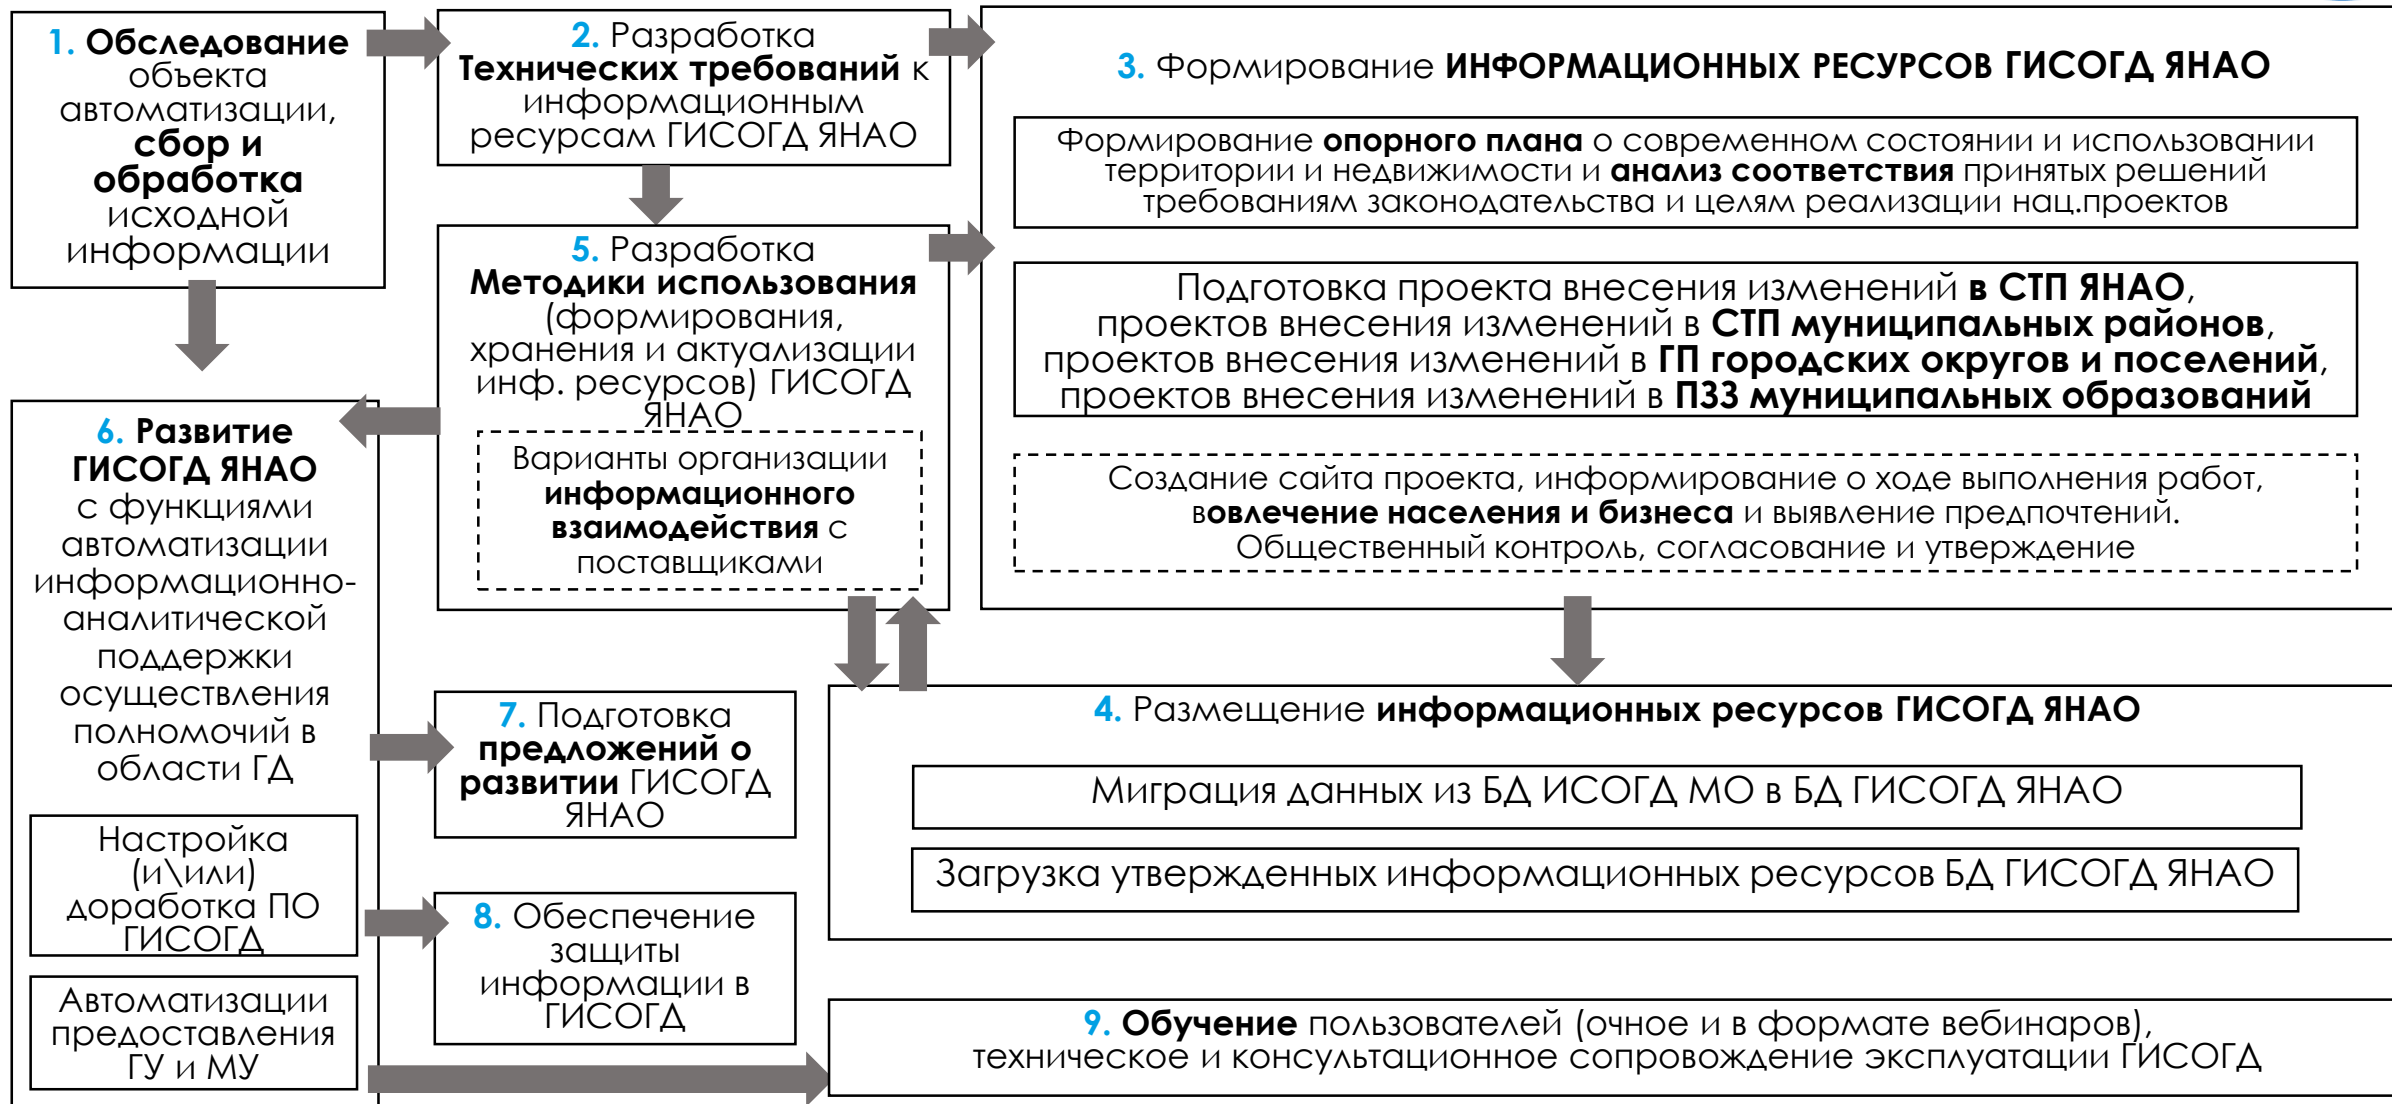 1. Обследование
объекта
автоматизации,
сбор и
обработка
исходной
информации
2. Разработка
Технических требований к
информационным
ресурсам ГИСОГД ЯНАО
3. Формирование ИНФОРМАЦИОННЫХ РЕСУРСОВ ГИСОГД ЯНАО
Формирование опорного плана о современном состоянии и использовании
территории и недвижимости и анализ соответствия принятых решений
требованиям законодательства и целям реализации нац.проектов
Подготовка проекта внесения изменений в СТП ЯНАО,
проектов внесения изменений в СТП муниципальных районов,
проектов внесения изменений в ГП городских округов и поселений,
проектов внесения изменений в ПЗЗ муниципальных образований
Создание сайта проекта, информирование о ходе выполнения работ,
вовлечение населения и бизнеса и выявление предпочтений.
Общественный контроль, согласование и утверждение
5. Разработка
Методики использования
(формирования,
хранения и актуализации
инф. ресурсов) ГИСОГД
ЯНАО
Варианты организации
информационного
взаимодействия с
поставщиками
6. Развитие
ГИСОГД ЯНАО
с функциями
автоматизации
информационно-
аналитической
поддержки
осуществления
полномочий в
области ГД
Настройка
(и\или)
доработка ПО
ГИСОГД
Автоматизации
предоставления
ГУ и МУ
7. Подготовка
предложений о
развитии ГИСОГД
ЯНАО
8. Обеспечение
защиты
информации в
ГИСОГД
4. Размещение информационных ресурсов ГИСОГД ЯНАО
Миграция данных из БД ИСОГД МО в БД ГИСОГД ЯНАО
Загрузка утвержденных информационных ресурсов БД ГИСОГД ЯНАО
9. Обучение пользователей (очное и в формате вебинаров),
техническое и консультационное сопровождение эксплуатации ГИСОГД